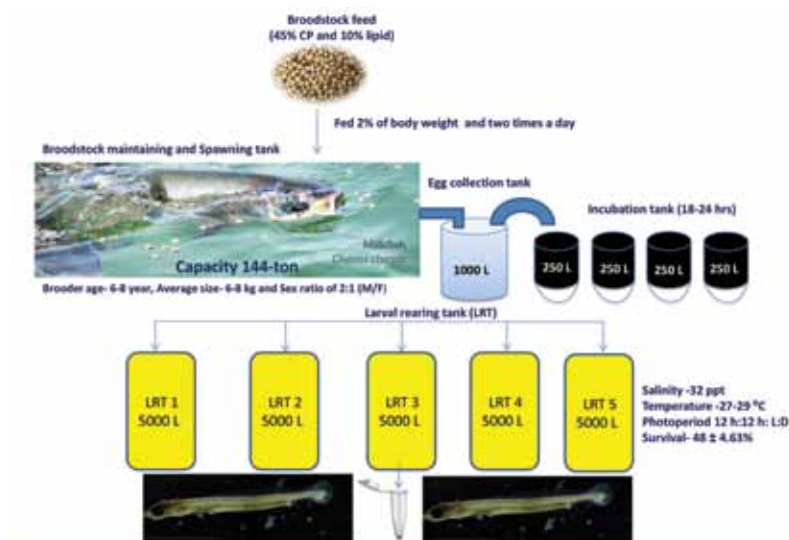 Broodstock feed
(45% CP and 10% lipid)
Fed 2% of body weight and two times a day
Broodstock maintaining and Spawning tank
Egg collection tank
Incubation tank (18-24 hrs)
Milkfish,
Chanos chanos
Capacity 144-ton
1000 L
250 L
250 L
250 L
250 L
Brooder age- 6-8 year, Average size- 6-8 kg and Sex ratio of 2:1 (M/F)
Larval rearing tank (LRT)
LRT 1
5000 L
LRT 2
5000 L
LRT 3
5000 L
LRT 4
5000 L
LRT 5
5000 L
Salinity -32 ppt
Temperature -27-29 ⁰C
Photoperiod 12 h:12 h: L:D
Survival- 48 ± 4.63%